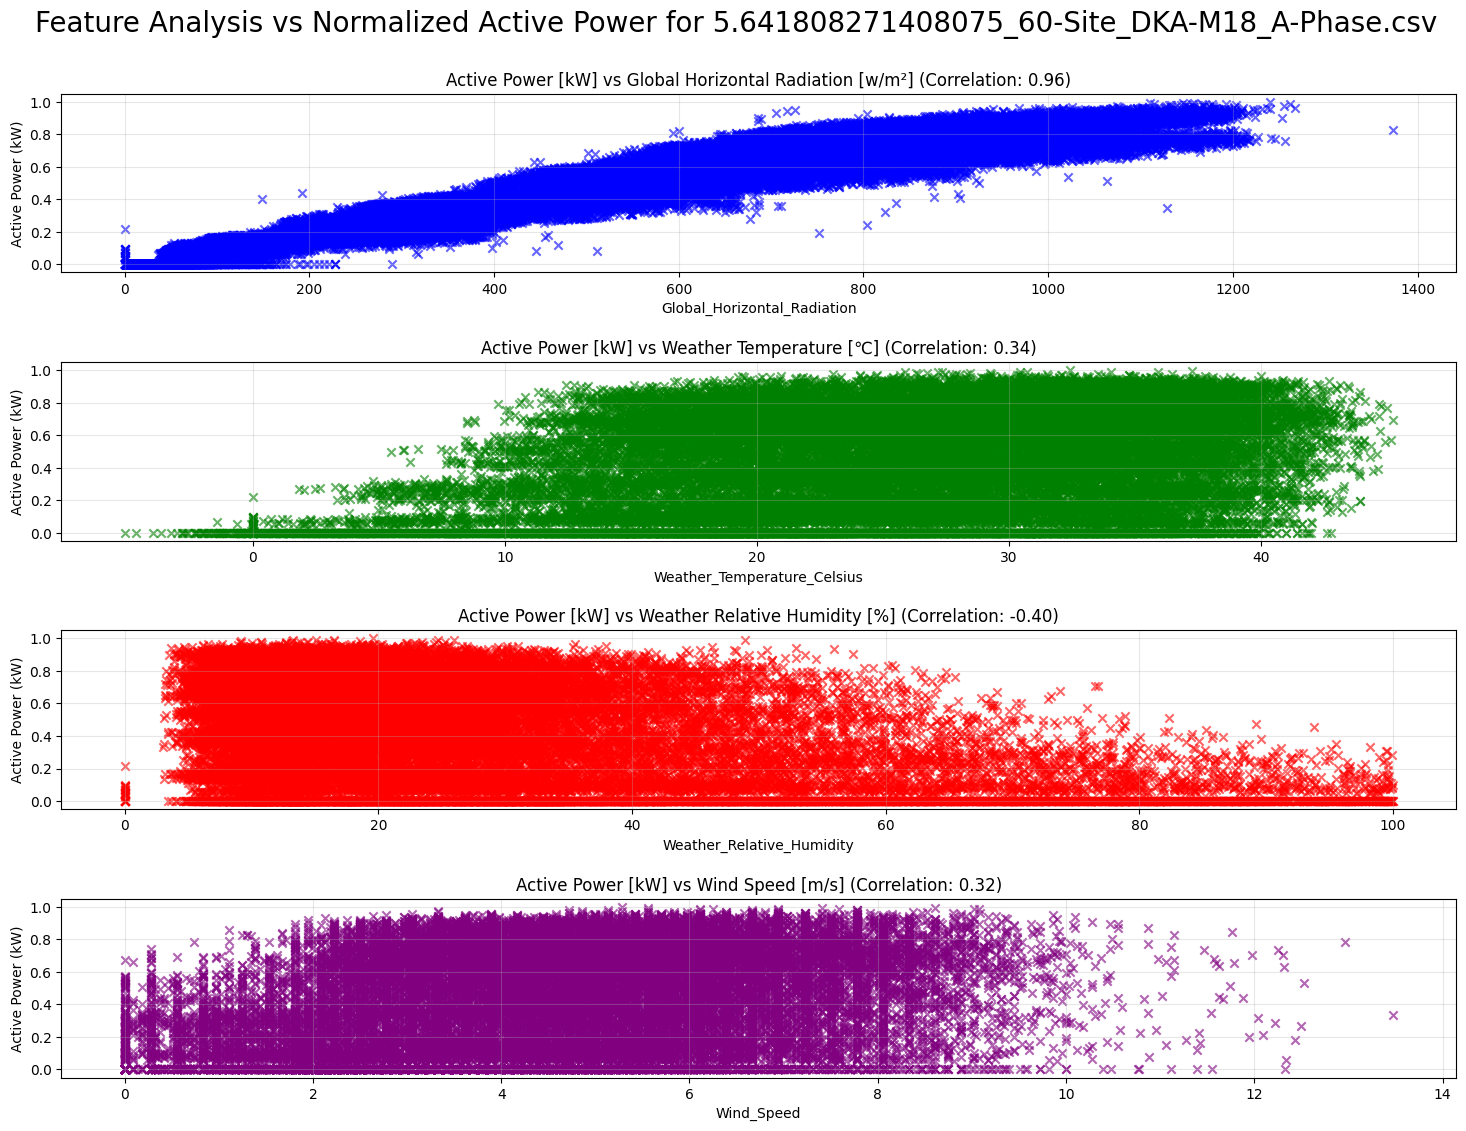 Feature Analysis vs Normalized Active Power for 5.641808271408075_60-Site_DKA-M18_A-Phase.csv
Active Power [kW] vs Global Horizontal Radiation [w/m²] (Correlation: 0.96)
Active Power (kW)
1.0
0.8
0.6
0.4
0.2
0.0
0 200 400 600 800 1000 1200 1400
Global_Horizontal_Radiation
Active Power [kW] vs Weather Temperature [℃] (Correlation: 0.34)
Active Power (kW)
1.0
0.8
0.6
0.4
0.2
0.0
0 10 20 30 40
Weather_Temperature_Celsius
Active Power [kW] vs Weather Relative Humidity [%] (Correlation: -0.40)
Active Power (kW)
1.0
0.8
0.6
0.4
0.2
0.0
0 20 40 60 80 100
Weather_Relative_Humidity
Active Power [kW] vs Wind Speed [m/s] (Correlation: 0.32)
Active Power (kW)
1.0
0.8
0.6
0.4
0.2
0.0
0 2 4 6 8 10 12 14
Wind_Speed